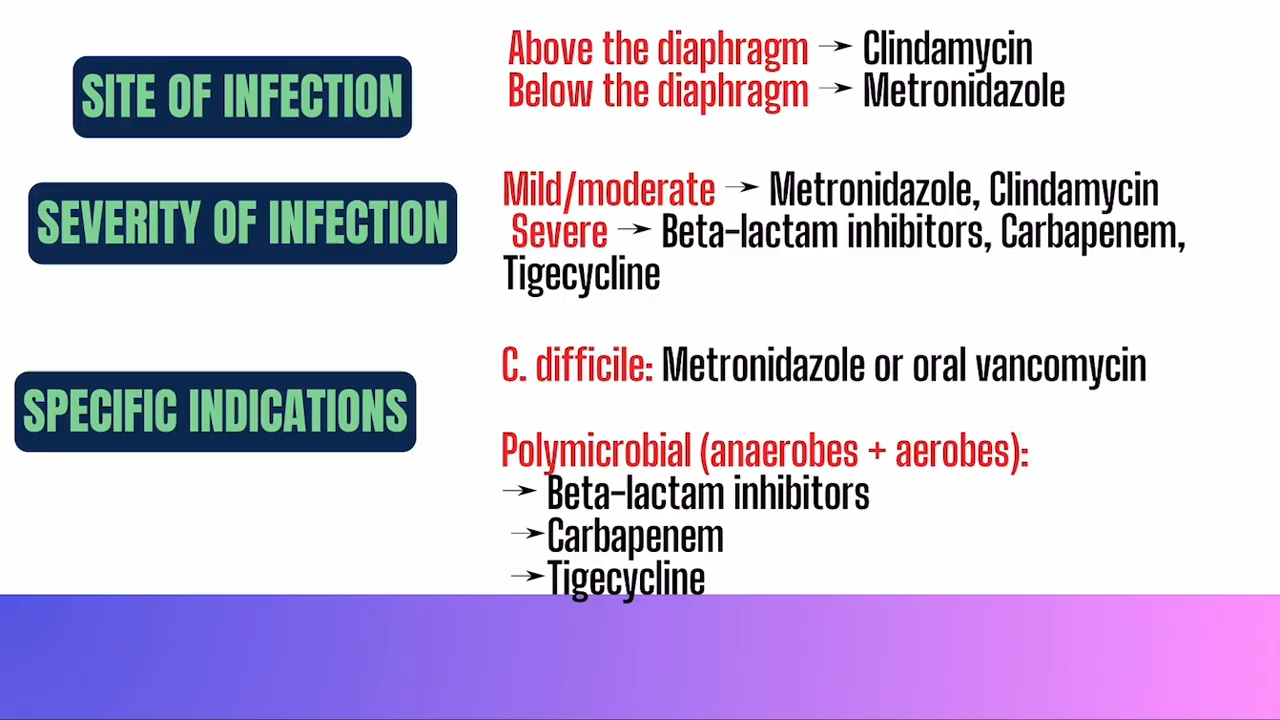 SITE OF INFECTION
Above the diaphragm → Clindamycin
Below the diaphragm → Metronidazole
SEVERITY OF INFECTION
Mild/moderate → Metronidazole, Clindamycin
Severe → Beta-lactam inhibitors, Carbapenem,
Tigecycline
SPECIFIC INDICATIONS
C. difficile: Metronidazole or oral vancomycin
Polymicrobial (anaerobes + aerobes):
→ Beta-lactam inhibitors
→Carbapenem
→Tigecycline